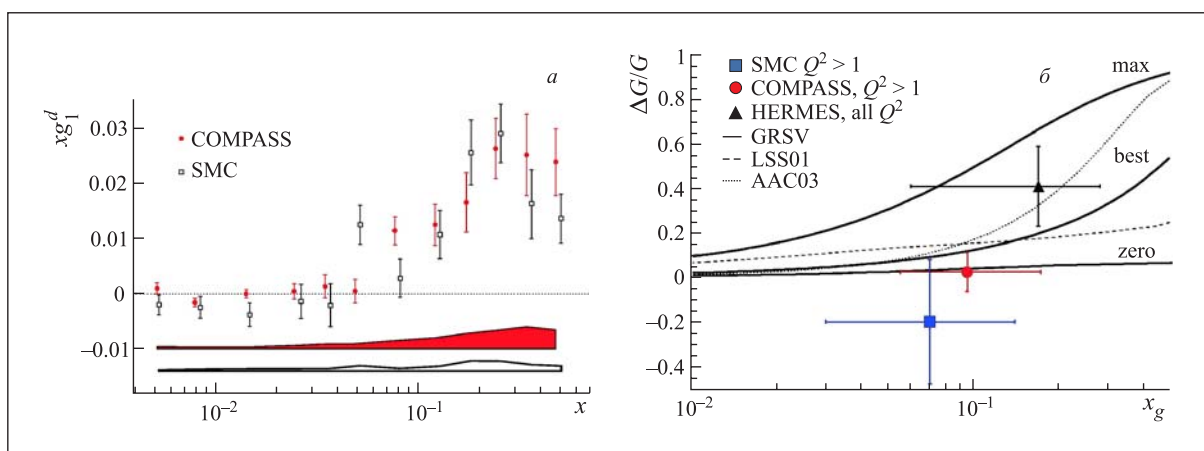 a
xg₁ᵈ
0.03
0.02
0.01
0
−0.01
COMPASS
SMC
10⁻²
10⁻¹
x
б
ΔG/G
1
0.8
0.6
0.4
0.2
0
−0.2
−0.4
SMC Q² > 1
COMPASS, Q² > 1
HERMES, all Q²
GRSV
LSS01
AAC03
max
best
zero
10⁻²
10⁻¹
x_g